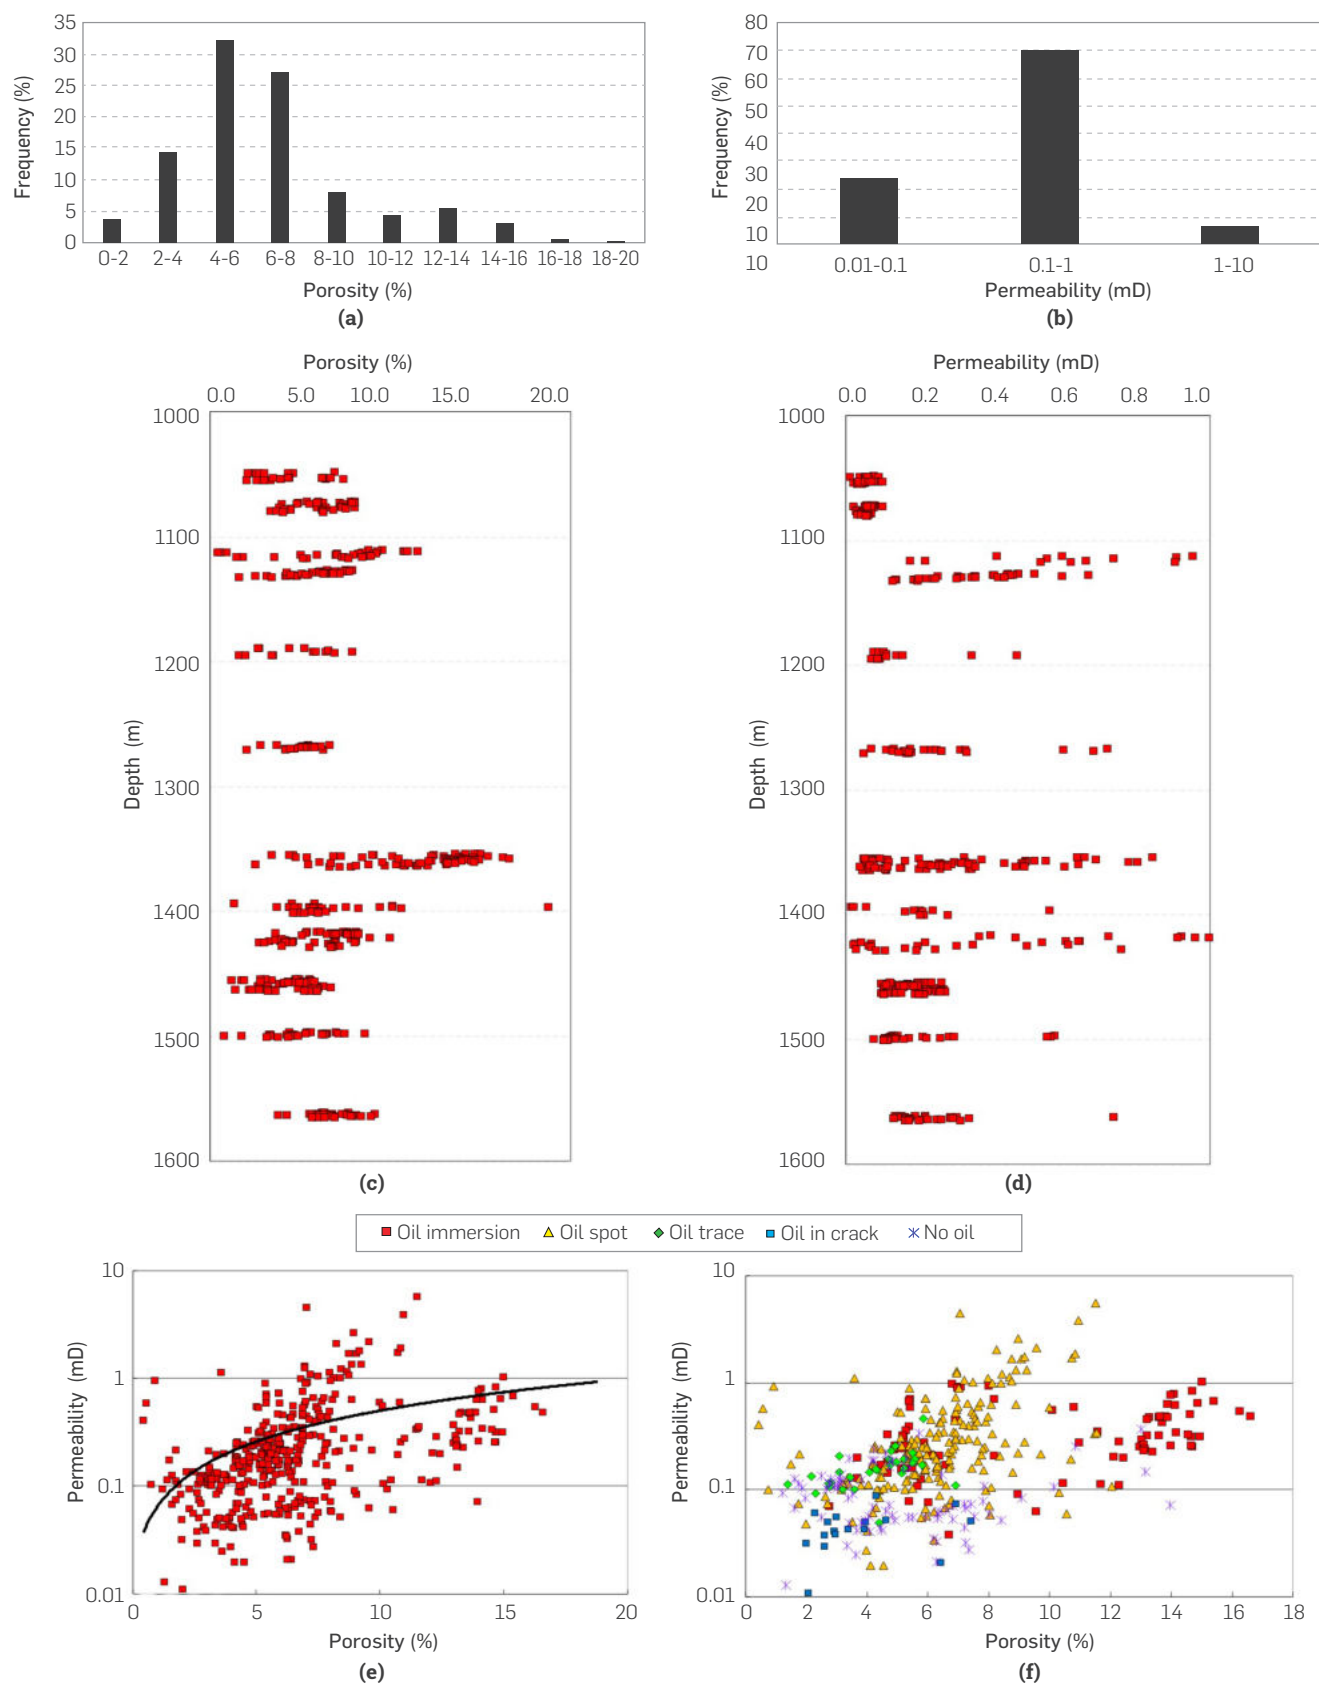 35
30
25
20
15
10
5
0
Frequency (%)
0-2 2-4 4-6 6-8 8-10 10-12 12-14 14-16 16-18 18-20
Porosity (%)
(a)
80
70
60
50
40
30
20
10
10
Frequency (%)
0.01-0.1 0.1-1 1-10
Permeability (mD)
(b)
Porosity (%)
0.0 5.0 10.0 15.0 20.0
1000
1100
1200
1300
1400
1500
1600
Depth (m)
(c)
Permeability (mD)
0.0 0.2 0.4 0.6 0.8 1.0
1000
1100
1200
1300
1400
1500
1600
Depth (m)
(d)
Oil immersion Oil spot Oil trace Oil in crack No oil
10
1
0.1
0.01
Permeability (mD)
0 5 10 15 20
Porosity (%)
(e)
10
1
0.1
0.01
Permeability (mD)
0 2 4 6 8 10 12 14 16 18
Porosity (%)
(f)